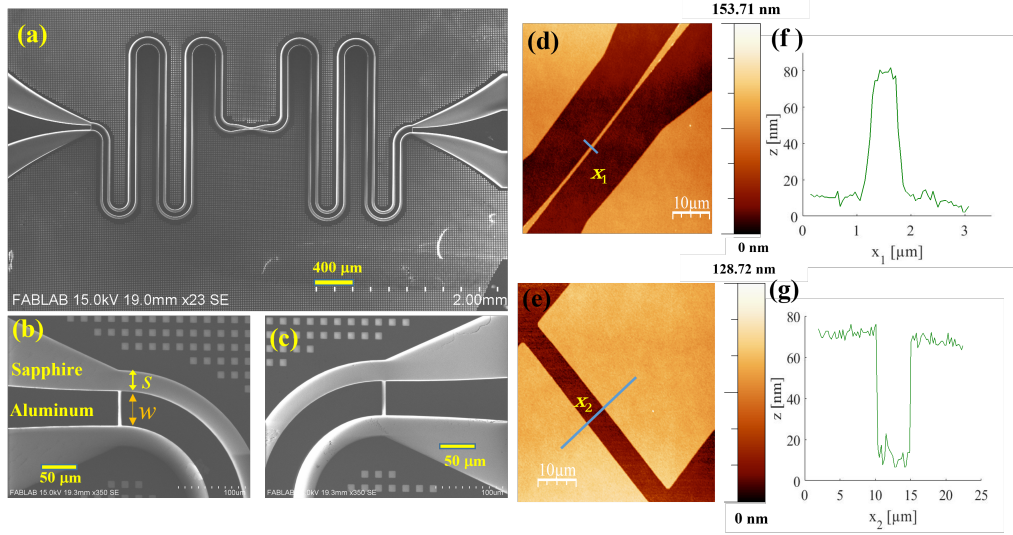 (a)
400 μm
FABLAB 15.0kV 19.0mm x23 SE
2.00mm
(b)
Sapphire
s
Aluminum
w
50 μm
FABLAB 15.0kV 19.3mm x350 SE
100um
(c)
50 μm
0kV 19.3mm x350 SE
100um
(d)
x1
10μm
153.71 nm
0 nm
(e)
x2
10μm
128.72 nm
0 nm
(f)
z [nm]
80
60
40
20
0
0 1 2 3
x1 [μm]
(g)
z [nm]
80
60
40
20
0
0 5 10 15 20 25
x2 [μm]